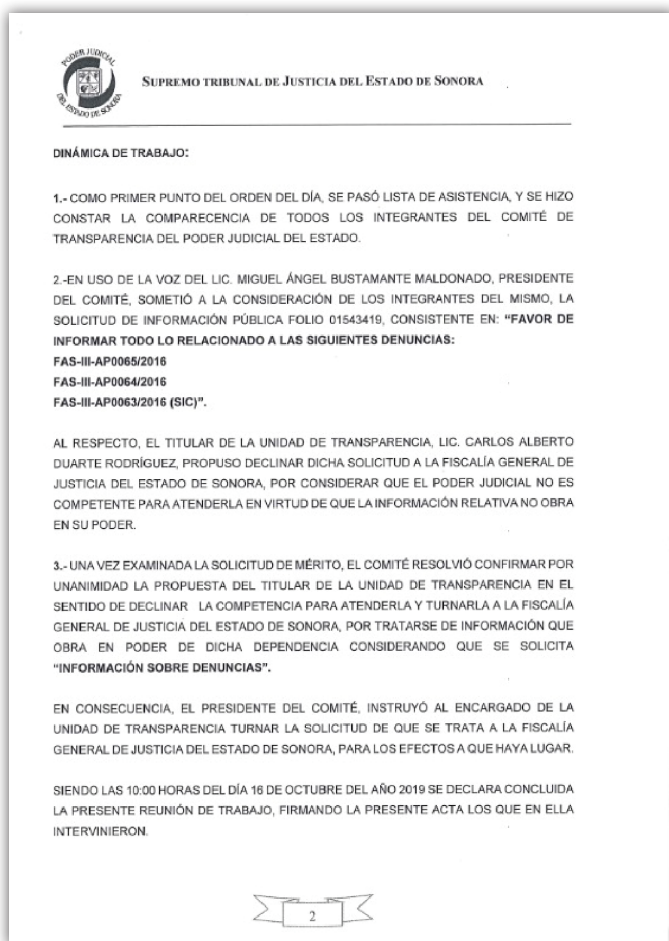 PODER JUDICIAL
DEL ESTADO DE SONORA
SUPREMO TRIBUNAL DE JUSTICIA DEL ESTADO DE SONORA
DINÁMICA DE TRABAJO:
1.- COMO PRIMER PUNTO DEL ORDEN DEL DÍA, SE PASÓ LISTA DE ASISTENCIA, Y SE HIZO
CONSTAR LA COMPARECENCIA DE TODOS LOS INTEGRANTES DEL COMITÉ DE
TRANSPARENCIA DEL PODER JUDICIAL DEL ESTADO.
2.-EN USO DE LA VOZ DEL LIC. MIGUEL ÁNGEL BUSTAMANTE MALDONADO, PRESIDENTE
DEL COMITÉ, SOMETIÓ A LA CONSIDERACIÓN DE LOS INTEGRANTES DEL MISMO, LA
SOLICITUD DE INFORMACIÓN PÚBLICA FOLIO 01543419, CONSISTENTE EN: “FAVOR DE
INFORMAR TODO LO RELACIONADO A LAS SIGUIENTES DENUNCIAS:
FAS-III-AP0065/2016
FAS-III-AP0064/2016
FAS-III-AP0063/2016 (SIC)”.
AL RESPECTO, EL TITULAR DE LA UNIDAD DE TRANSPARENCIA, LIC. CARLOS ALBERTO
DUARTE RODRÍGUEZ, PROPUSO DECLINAR DICHA SOLICITUD A LA FISCALÍA GENERAL DE
JUSTICIA DEL ESTADO DE SONORA, POR CONSIDERAR QUE EL PODER JUDICIAL NO ES
COMPETENTE PARA ATENDERLA EN VIRTUD DE QUE LA INFORMACIÓN RELATIVA NO OBRA
EN SU PODER.
3.- UNA VEZ EXAMINADA LA SOLICITUD DE MÉRITO, EL COMITÉ RESOLVIÓ CONFIRMAR POR
UNANIMIDAD LA PROPUESTA DEL TITULAR DE LA UNIDAD DE TRANSPARENCIA EN EL
SENTIDO DE DECLINAR LA COMPETENCIA PARA ATENDERLA Y TURNARLA A LA FISCALÍA
GENERAL DE JUSTICIA DEL ESTADO DE SONORA, POR TRATARSE DE INFORMACIÓN QUE
OBRA EN PODER DE DICHA DEPENDENCIA CONSIDERANDO QUE SE SOLICITA
“INFORMACIÓN SOBRE DENUNCIAS”.
EN CONSECUENCIA, EL PRESIDENTE DEL COMITÉ, INSTRUYÓ AL ENCARGADO DE LA
UNIDAD DE TRANSPARENCIA TURNAR LA SOLICITUD DE QUE SE TRATA A LA FISCALÍA
GENERAL DE JUSTICIA DEL ESTADO DE SONORA, PARA LOS EFECTOS A QUE HAYA LUGAR.
SIENDO LAS 10:00 HORAS DEL DÍA 16 DE OCTUBRE DEL AÑO 2019 SE DECLARA CONCLUIDA
LA PRESENTE REUNIÓN DE TRABAJO, FIRMANDO LA PRESENTE ACTA LOS QUE EN ELLA
INTERVINIERON.
2